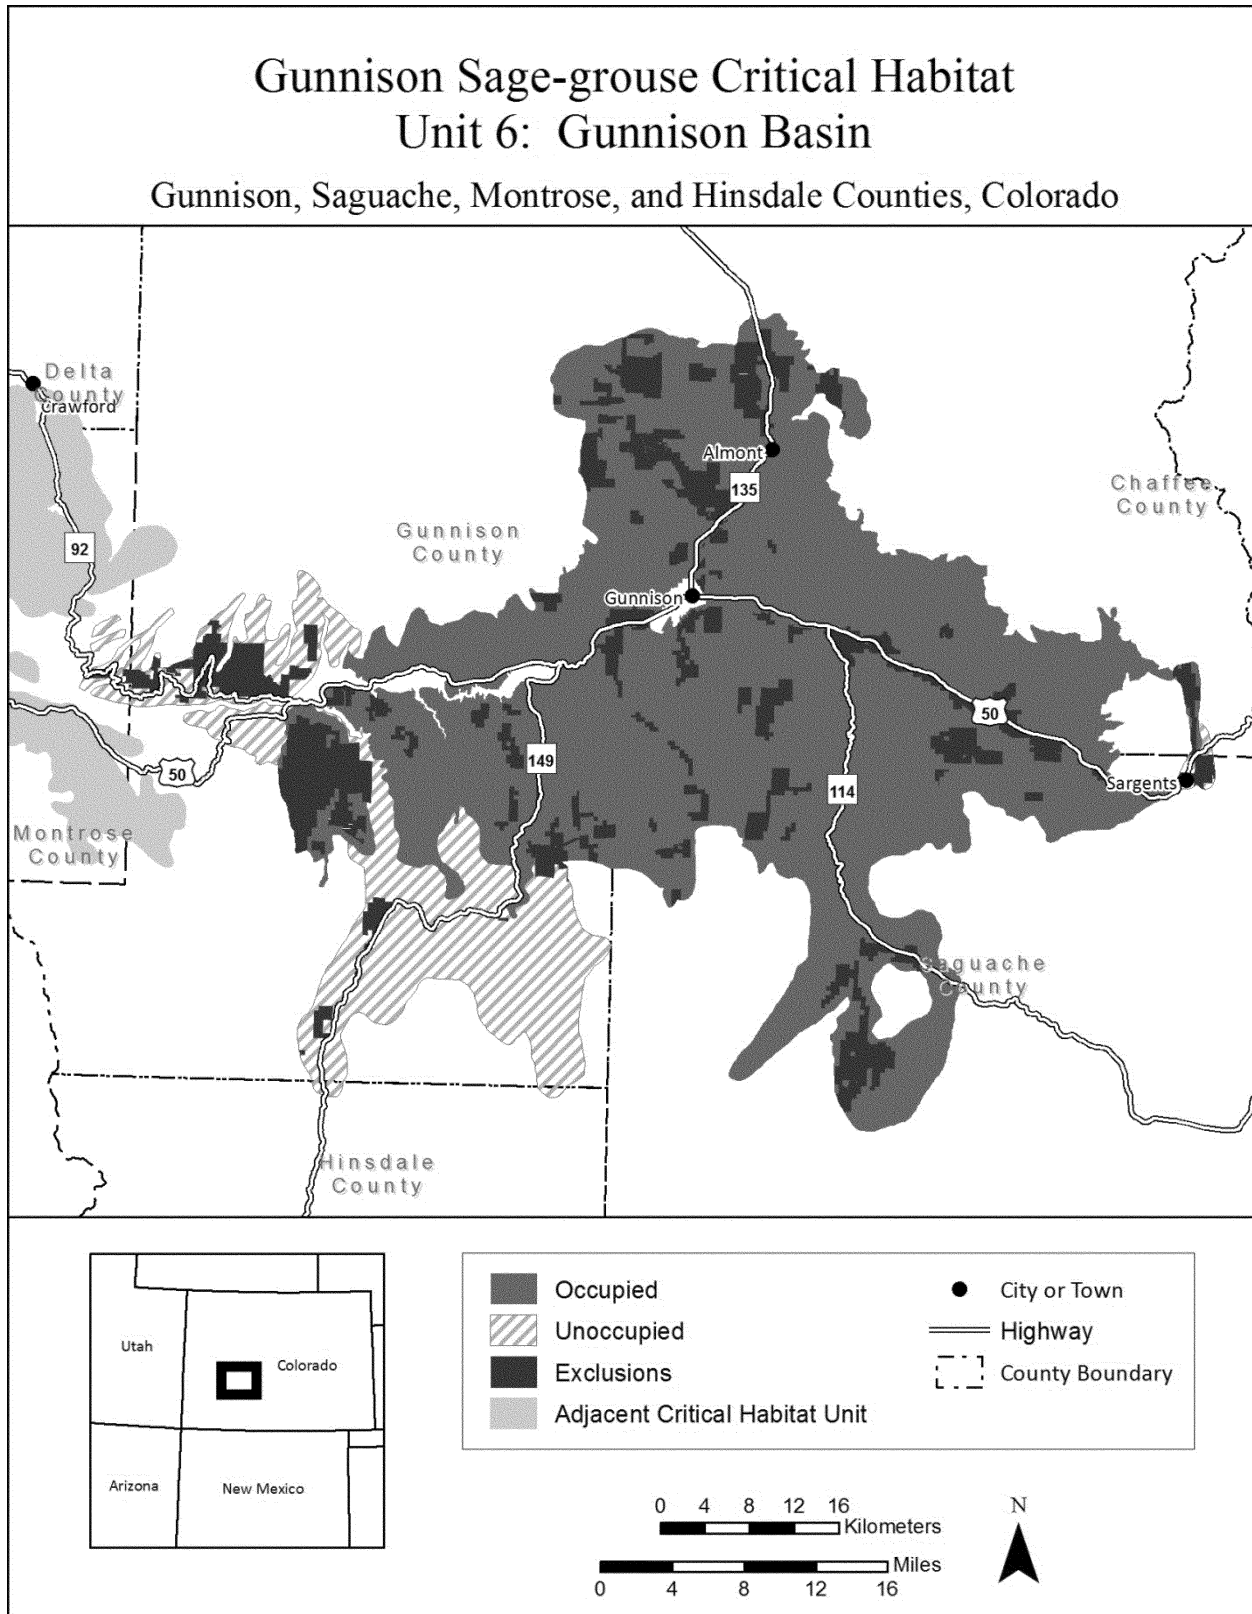 Gunnison Sage-grouse Critical Habitat
Unit 6: Gunnison Basin
Gunnison, Saguache, Montrose, and Hinsdale Counties, Colorado
Delta
County
Crawford
Almont
135
Chaffee
County
Gunnison
County
92
Gunnison
50
149
50
Sargents
114
Montrose
County
Saguache
County
Hinsdale
County
Utah
Colorado
Arizona
New Mexico
Occupied
Unoccupied
Exclusions
Adjacent Critical Habitat Unit
City or Town
Highway
County Boundary
0 4 8 12 16
Kilometers
Miles
0 4 8 12 16
N